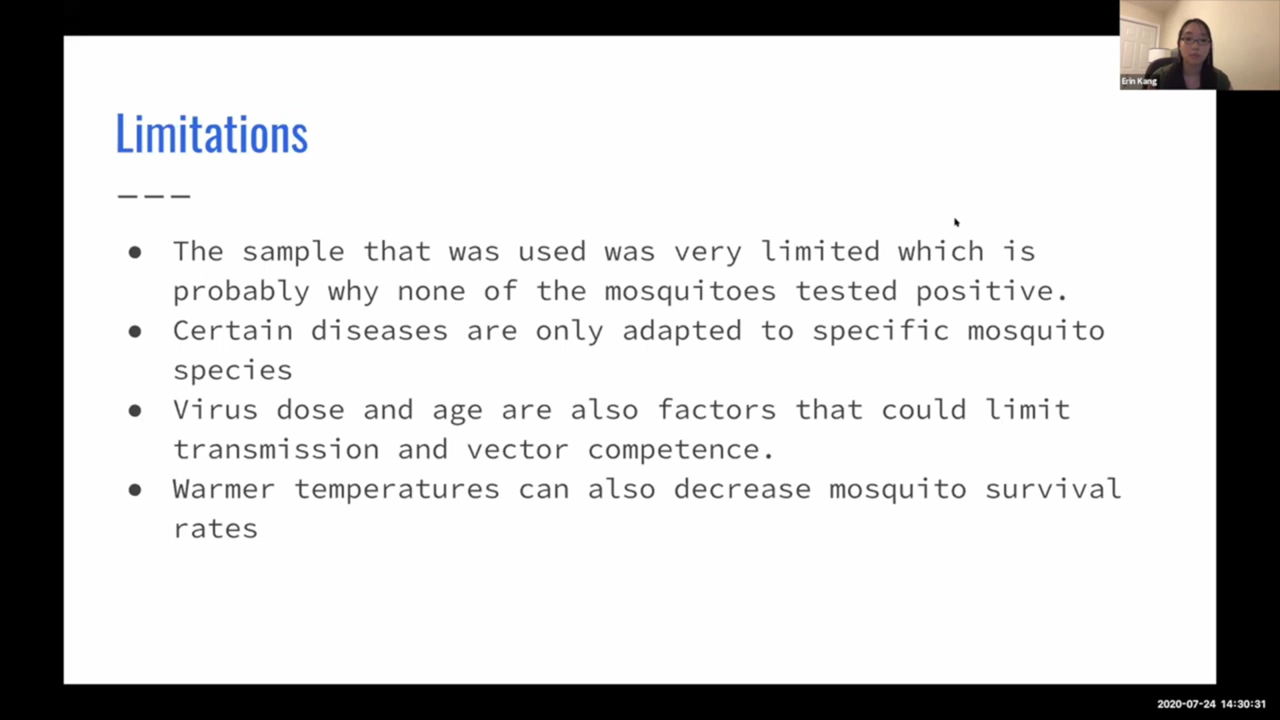 Erin Kang
Limitations
———
● The sample that was used was very limited which is
probably why none of the mosquitoes tested positive.
● Certain diseases are only adapted to specific mosquito
species
● Virus dose and age are also factors that could limit
transmission and vector competence.
● Warmer temperatures can also decrease mosquito survival
rates
2020-07-24 14:30:31